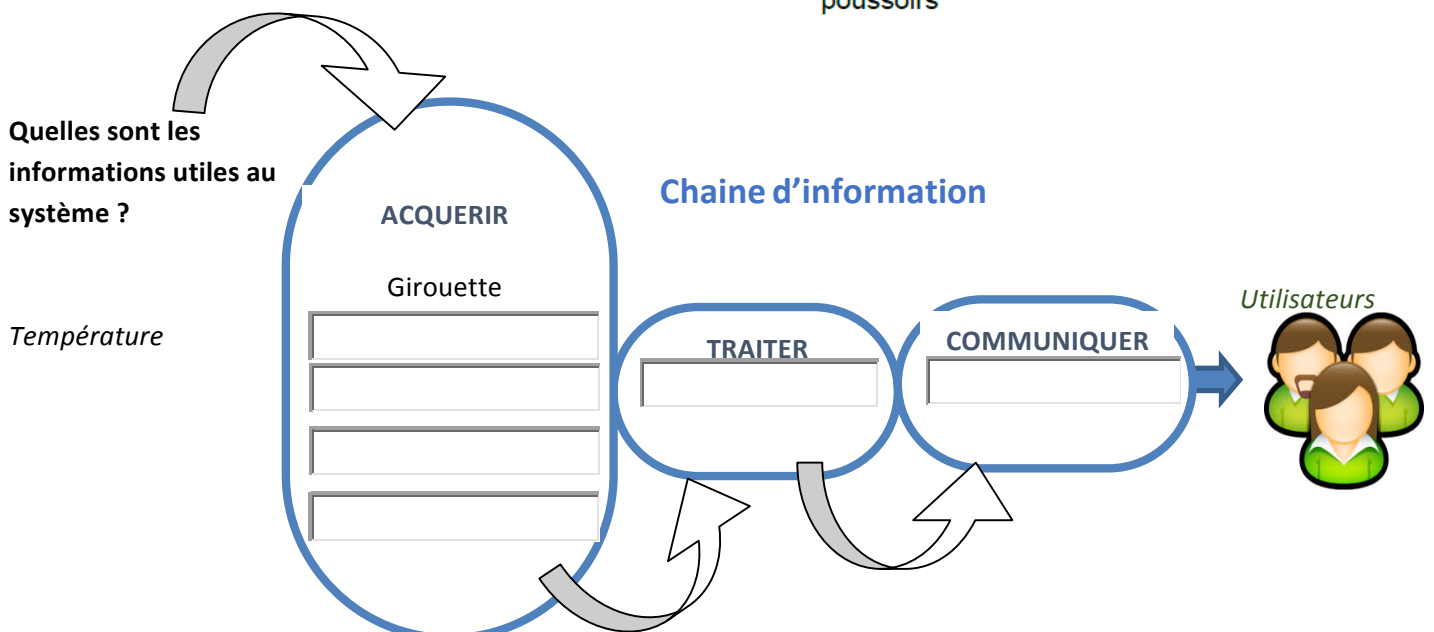 poussoirs
Quelles sont les
informations utiles au
système ?
Température
Chaine d’information
ACQUERIR
Girouette
TRAITER
COMMUNIQUER
Utilisateurs